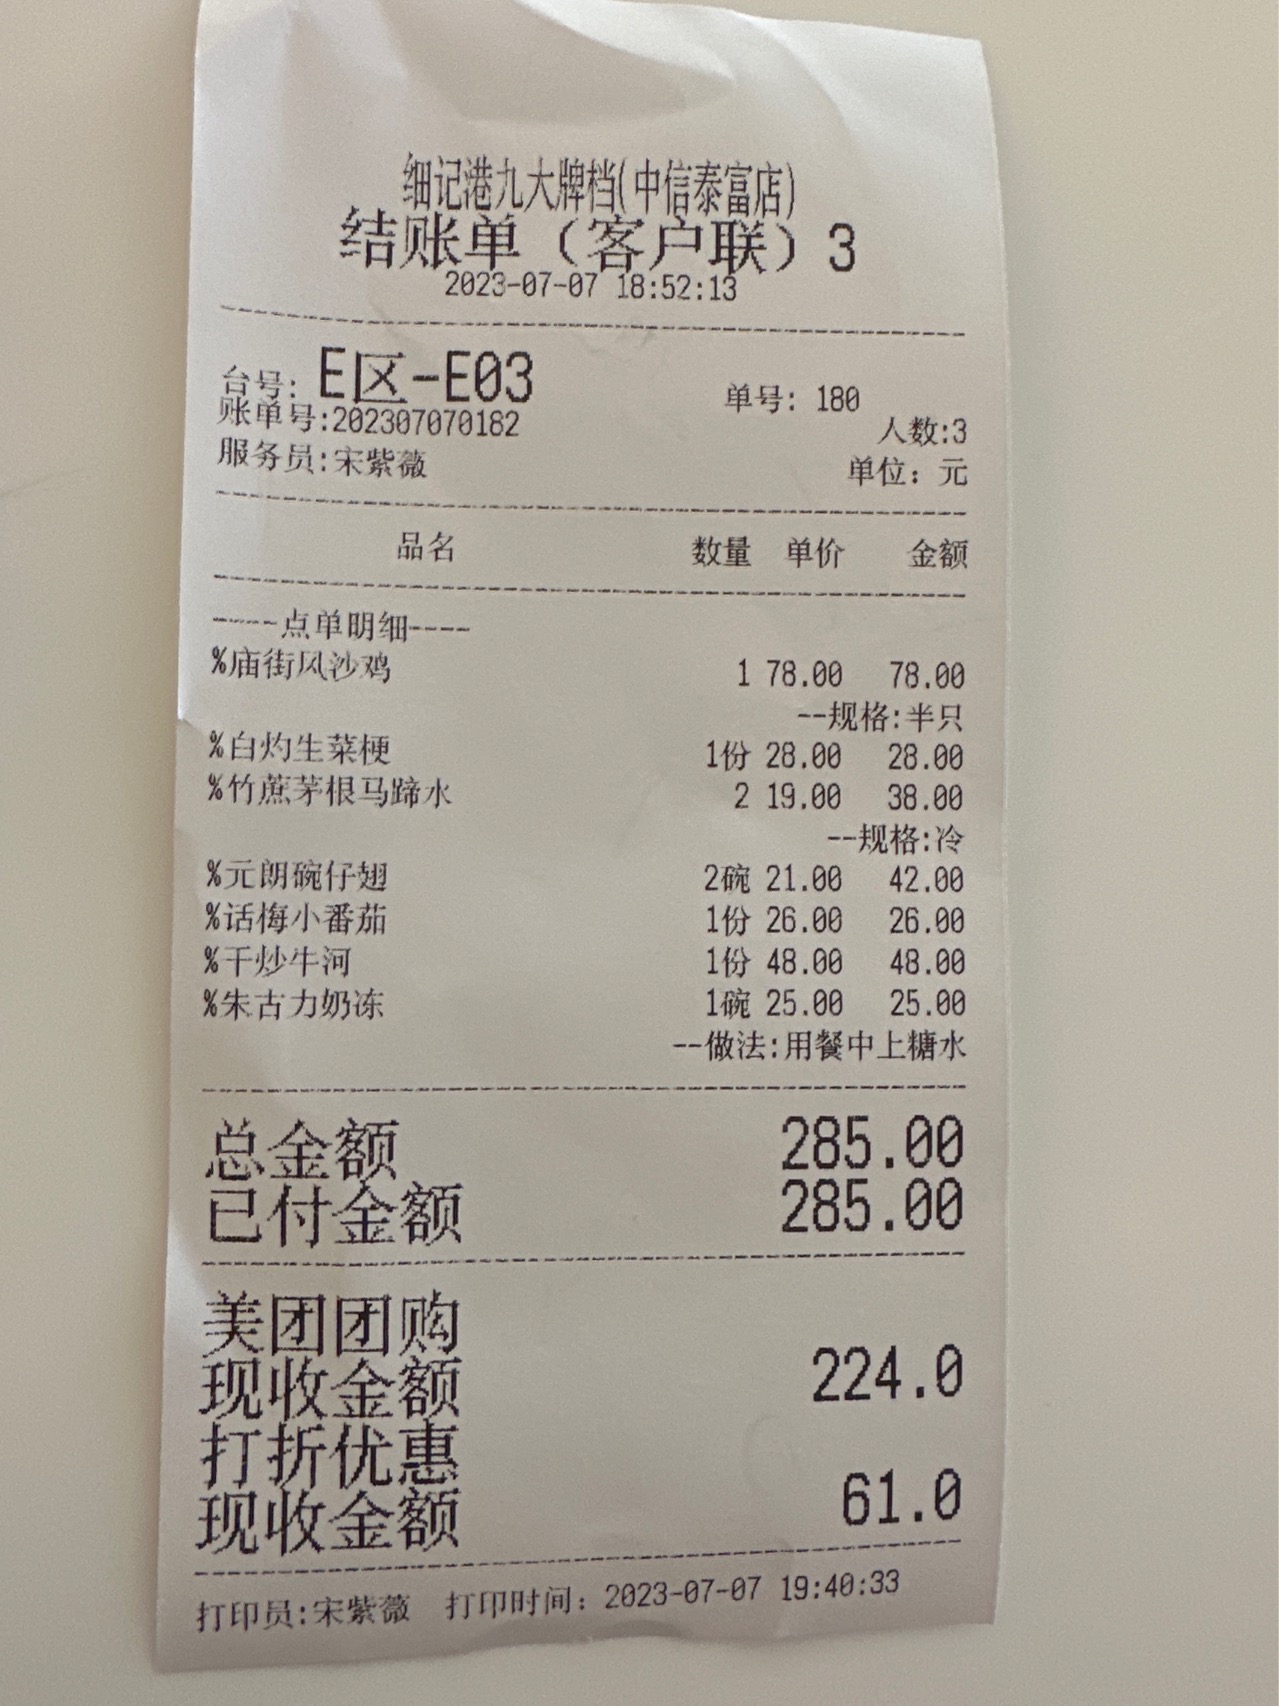 细记港九大牌档(中信泰富店)
结账单（客户联）3
2023-07-07 18:52:13
台号: E区-E03 单号: 180
账单号:202307070182 人数:3
服务员:宋紫薇 单位: 元
品名 数量 单价 金额
----点单明细----
%庙街风沙鸡 1 78.00 78.00
--规格:半只
%白灼生菜梗 1份 28.00 28.00
%竹蔗茅根马蹄水 2 19.00 38.00
--规格:冷
%元朗碗仔翅 2碗 21.00 42.00
%话梅小番茄 1份 26.00 26.00
%干炒牛河 1份 48.00 48.00
%朱古力奶冻 1碗 25.00 25.00
--做法:用餐中上糖水
总金额 285.00
已付金额 285.00
美团团购
现收金额 224.0
打折优惠
现收金额 61.0
打印员:宋紫薇 打印时间: 2023-07-07 19:40:33